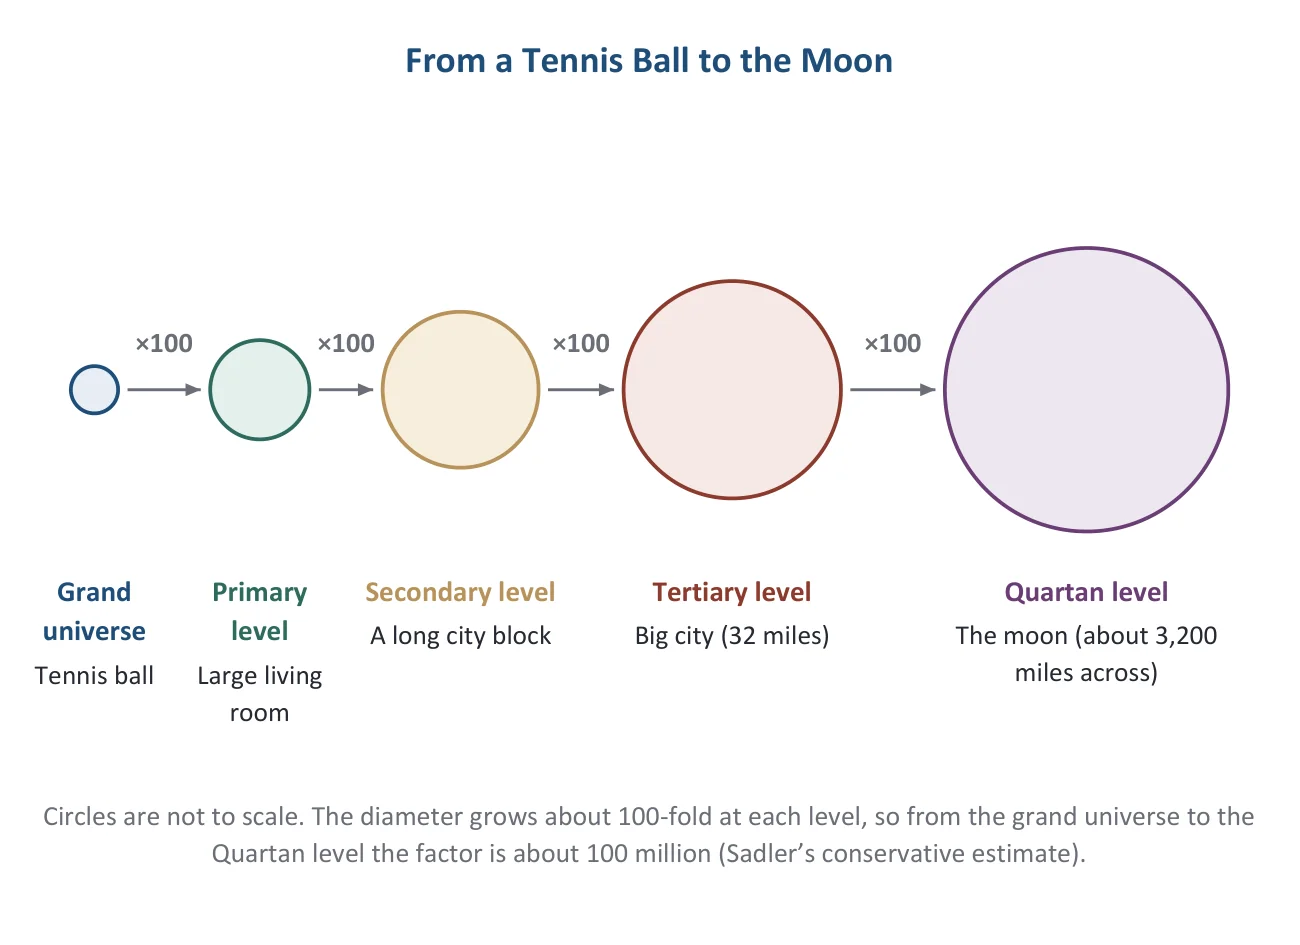 From a Tennis Ball to the Moon
×100
×100
×100
×100
Grand
universe
Tennis ball
Primary
level
Large living
room
Secondary level
A long city block
Tertiary level
Big city (32 miles)
Quartan level
The moon (about 3,200
miles across)
Circles are not to scale. The diameter grows about 100-fold at each level, so from the grand universe to the
Quartan level the factor is about 100 million (Sadler’s conservative estimate).